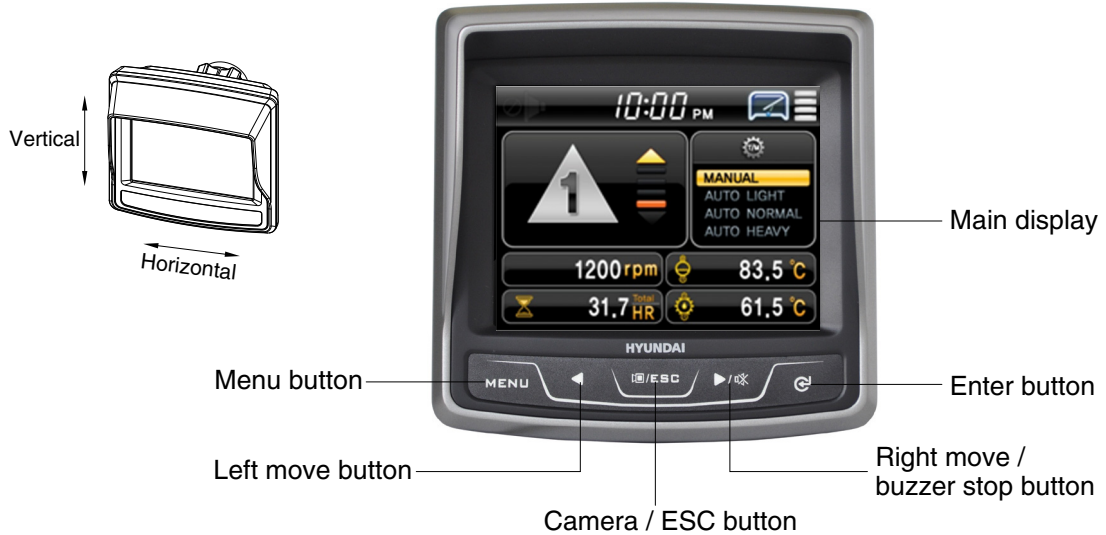 Vertical
Horizontal
10:00 PM
1
T/M
MANUAL
AUTO LIGHT
AUTO NORMAL
AUTO HEAVY
Main display
1200 rpm
83.5 °C
31.7 Total HR
61.5 °C
HYUNDAI
MENU
/ESC
/
Menu button
Enter button
Left move button
Right move /
buzzer stop button
Camera / ESC button